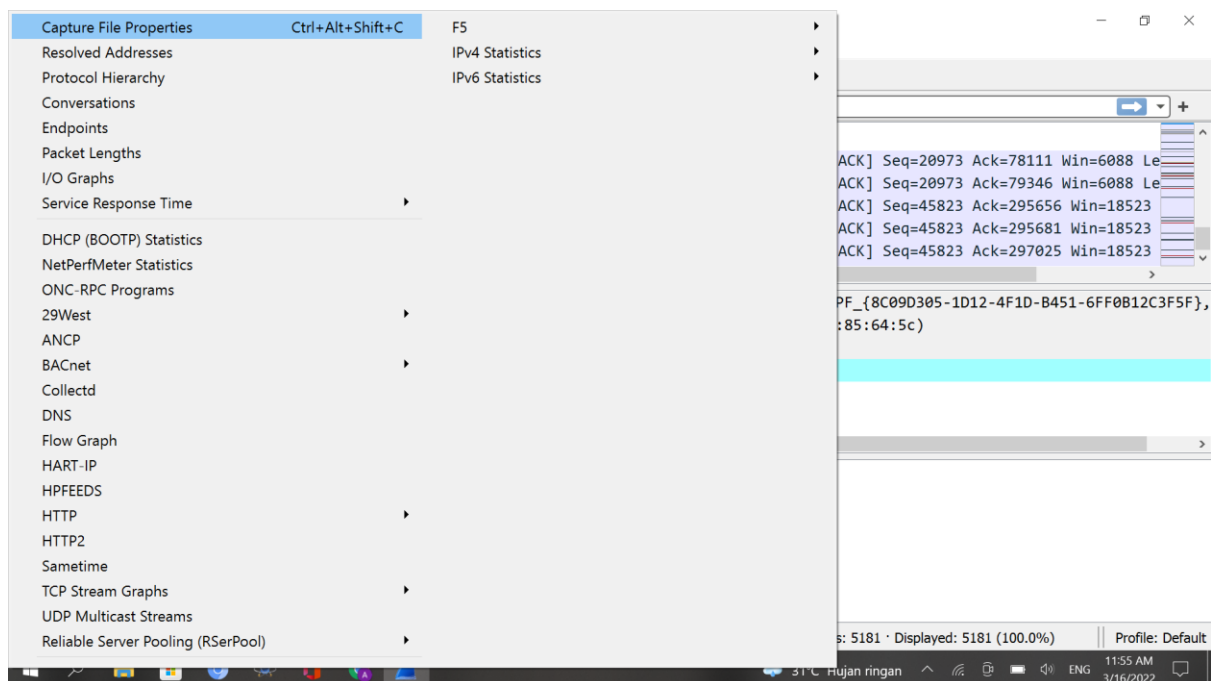 Capture File Properties Ctrl+Alt+Shift+C
Resolved Addresses
Protocol Hierarchy
Conversations
Endpoints
Packet Lengths
I/O Graphs
Service Response Time
DHCP (BOOTP) Statistics
NetPerfMeter Statistics
ONC-RPC Programs
29West
ANCP
BACnet
Collectd
DNS
Flow Graph
HART-IP
HPFEEDS
HTTP
HTTP2
Sametime
TCP Stream Graphs
UDP Multicast Streams
Reliable Server Pooling (RSerPool)
F5
IPv4 Statistics
IPv6 Statistics
ACK] Seq=20973 Ack=78111 Win=6088 Le
ACK] Seq=20973 Ack=79346 Win=6088 Le
ACK] Seq=45823 Ack=295656 Win=18523
ACK] Seq=45823 Ack=295681 Win=18523
ACK] Seq=45823 Ack=297025 Win=18523
PF_{8C09D305-1D12-4F1D-B451-6FF0B12C3F5F},
:85:64:5c)
s: 5181 · Displayed: 5181 (100.0%) Profile: Default
31°C Hujan ringan ENG 11:55 AM
3/16/2022